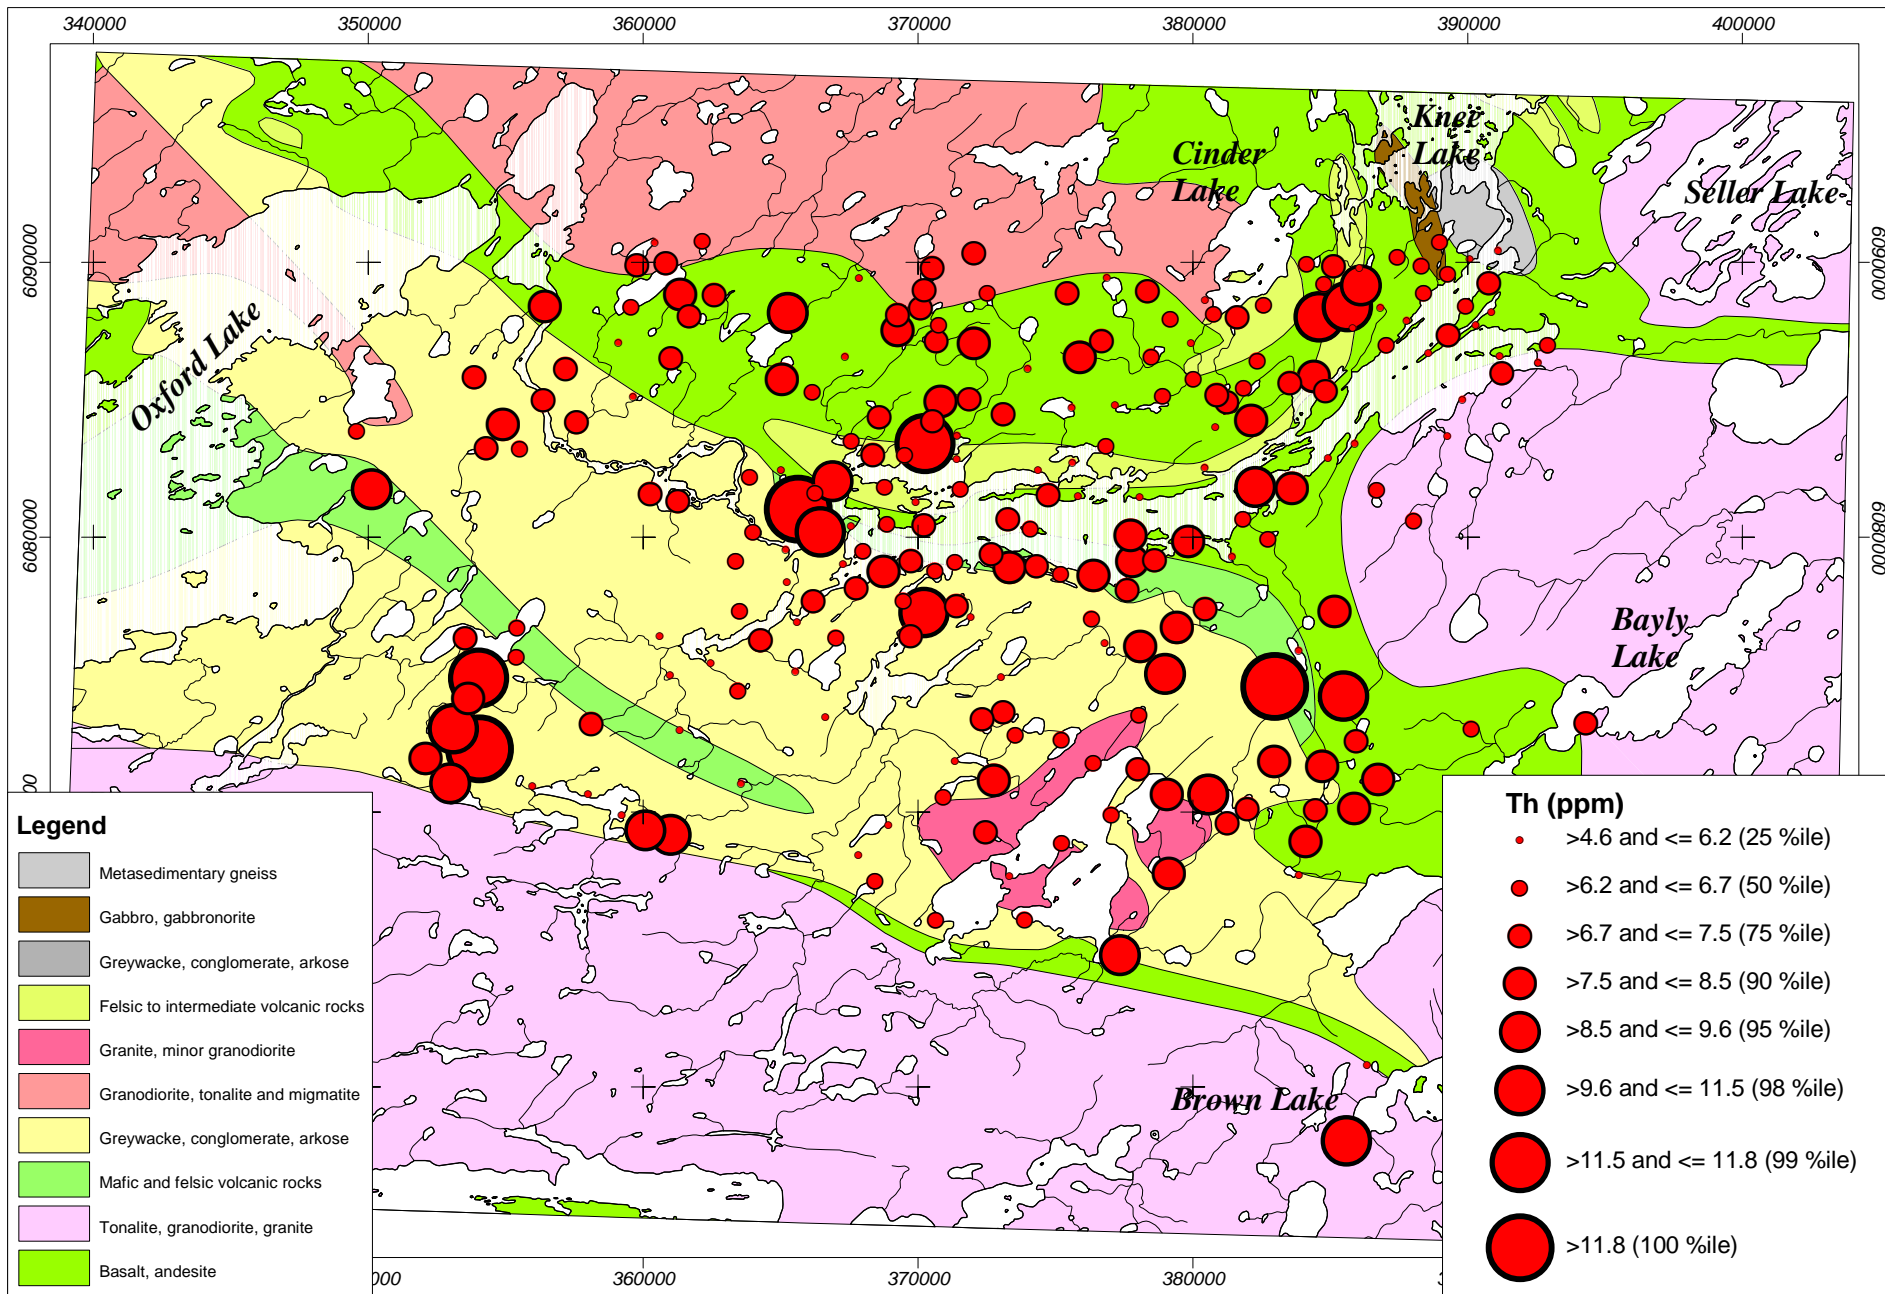 340000 350000 360000 370000 380000 390000 400000
Knee
Lake
Cinder
Lake
Seller Lake
6090000
6090000
Oxford Lake
6080000
6080000
Bayly
Lake
Brown Lake
Legend
Metasedimentary gneiss
Gabbro, gabbronorite
Greywacke, conglomerate, arkose
Felsic to intermediate volcanic rocks
Granite, minor granodiorite
Granodiorite, tonalite and migmatite
Greywacke, conglomerate, arkose
Mafic and felsic volcanic rocks
Tonalite, granodiorite, granite
Basalt, andesite
Th (ppm)
>4.6 and <= 6.2 (25 %ile)
>6.2 and <= 6.7 (50 %ile)
>6.7 and <= 7.5 (75 %ile)
>7.5 and <= 8.5 (90 %ile)
>8.5 and <= 9.6 (95 %ile)
>9.6 and <= 11.5 (98 %ile)
>11.5 and <= 11.8 (99 %ile)
>11.8 (100 %ile)
360000 370000 380000